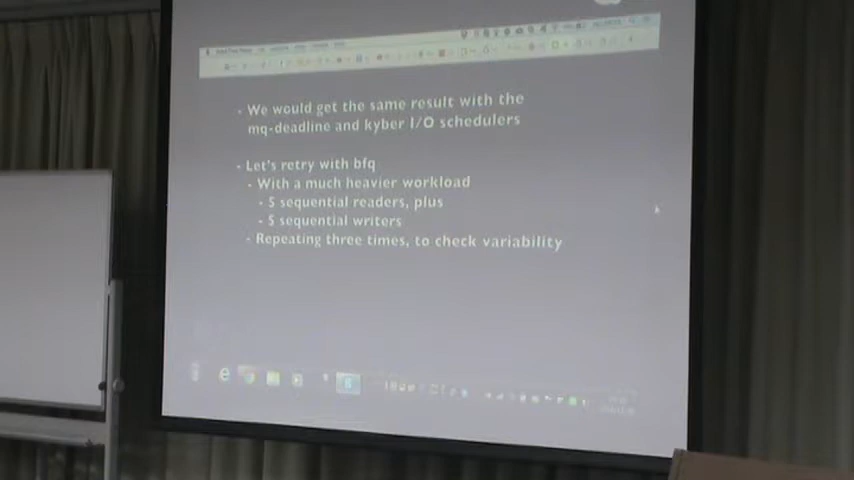 - We would get the same result with the
mq-deadline and kyber I/O schedulers
- Let's retry with bfq
- With a much heavier workload
- 5 sequential readers, plus
- 5 sequential writers
- Repeating three times, to check variability